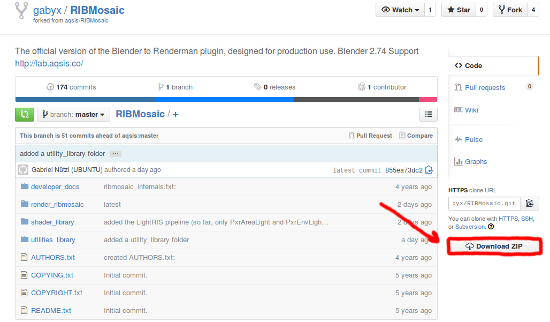 gabyx / RIBMosaic
forked from aqsis/RIBMosaic
Watch 1 Star 0 Fork 4
The official version of the Blender to Renderman plugin, designed for production use. Blender 2.74 Support
http://lab.aqsis.co/
174 commits 1 branch 0 releases 1 contributor
branch: master RIBMosaic / +
This branch is 51 commits ahead of aqsis:master Pull Request Compare
added a utility_library folder ...
Gabriel Nützi (UBUNTU) authored a day ago latest commit 855ea73dc2
developer_docs ribmosaic_internals.txt: 4 years ago
render_ribmosaic latest 2 days ago
shader_library added the LightRIS pipeline (so far, only PxrAreaLight and PxrEnvLigh... 2 days ago
utilities_library added a utility_library folder a day ago
AUTHORS.txt created AUTHORS.txt: 4 years ago
COPYING.txt Initial commit. 5 years ago
COPYRIGHT.txt Initial commit. 5 years ago
README.txt Initial commit. 5 years ago
Code
Pull requests 0
Wiki
Pulse
Graphs
HTTPS clone URL
yx/RIBMosaic.git
You can clone with HTTPS, SSH,
or Subversion.
Download ZIP